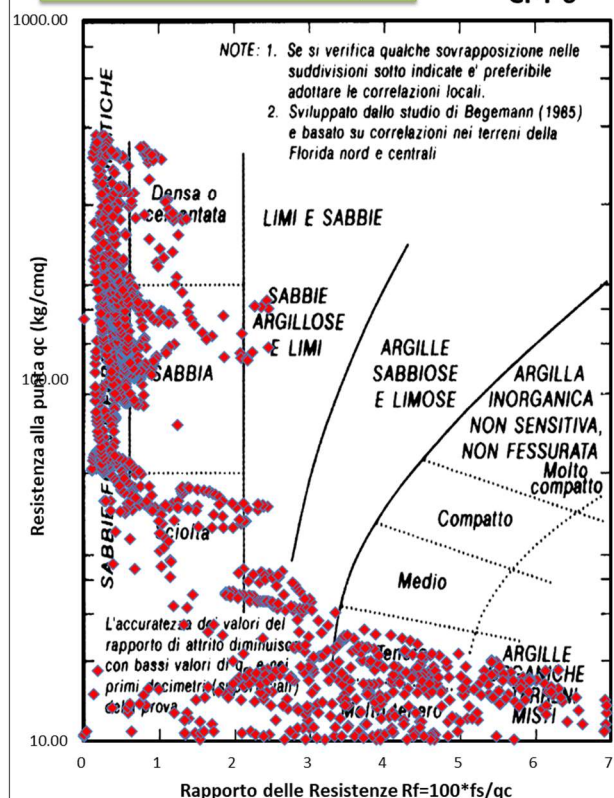 1000.00
NOTE: 1. Se si verifica qualche sovrapposizione nelle
suddivisioni sotto indicate e' preferibile
adottare le correlazioni locali.
2. Sviluppato dallo studio di Begemann (1965)
e basato su correlazioni nei terreni della
Florida nord e centrali
Densa o
cementata
LIMI E SABBIE
SABBIE
ARGILLOSE
E LIMI
ARGILLE
SABBIOSE
E LIMOSE
ARGILLA
INORGANICA
NON SENSITIVA,
NON FESSURATA
Molto
compatto
SABBIA
100.00
Resistenza alla punta qc (kg/cmq)
SABBIE
Compatto
Sciolta
Medio
L'accuratezza dei valori del
rapporto di attrito diminuisce
con bassi valori di qc e nei
primi decimetri (superficiali)
della prova
Tenero
Molto tenero
ARGILLE
ORGANICHE
TERRENI
MISTI
10.00
0 1 2 3 4 5 6 7
Rapporto delle Resistenze Rf=100*fs/qc